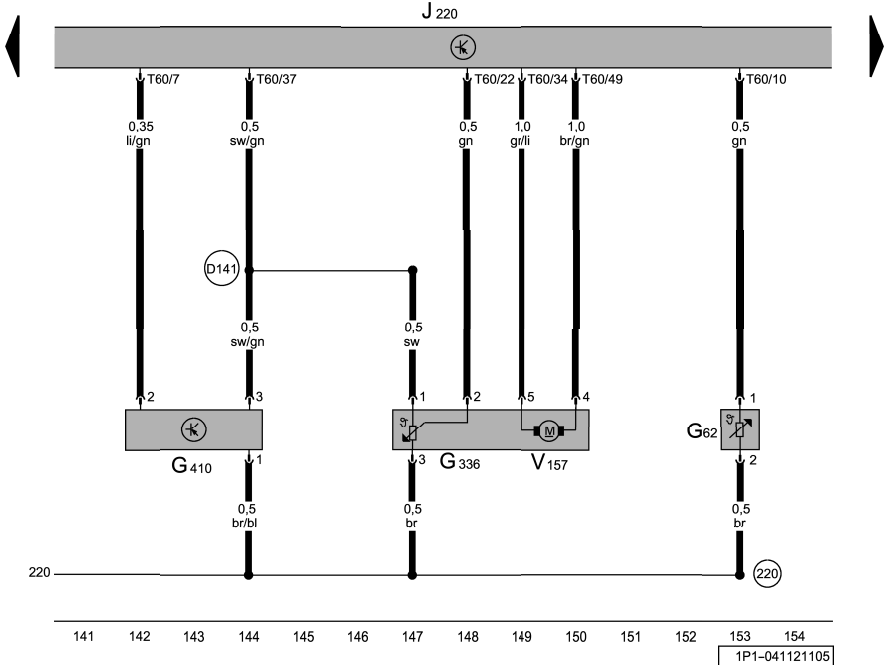 J 220
T60/7 T60/37 T60/22 T60/34 T60/49 T60/10
0,35 0,5 0,5 1,0 1,0 0,5
li/gn sw/gn gn gr/li br/gn gn
D141
0,5 0,5
sw/gn sw
2 3 1 2 5 4 1
ϑ M ϑ G62
G 410 1 3 G 336 V 157 2
0,5 0,5 0,5
br/bl br br
220 220
141 142 143 144 145 146 147 148 149 150 151 152 153 154
1P1-041121105